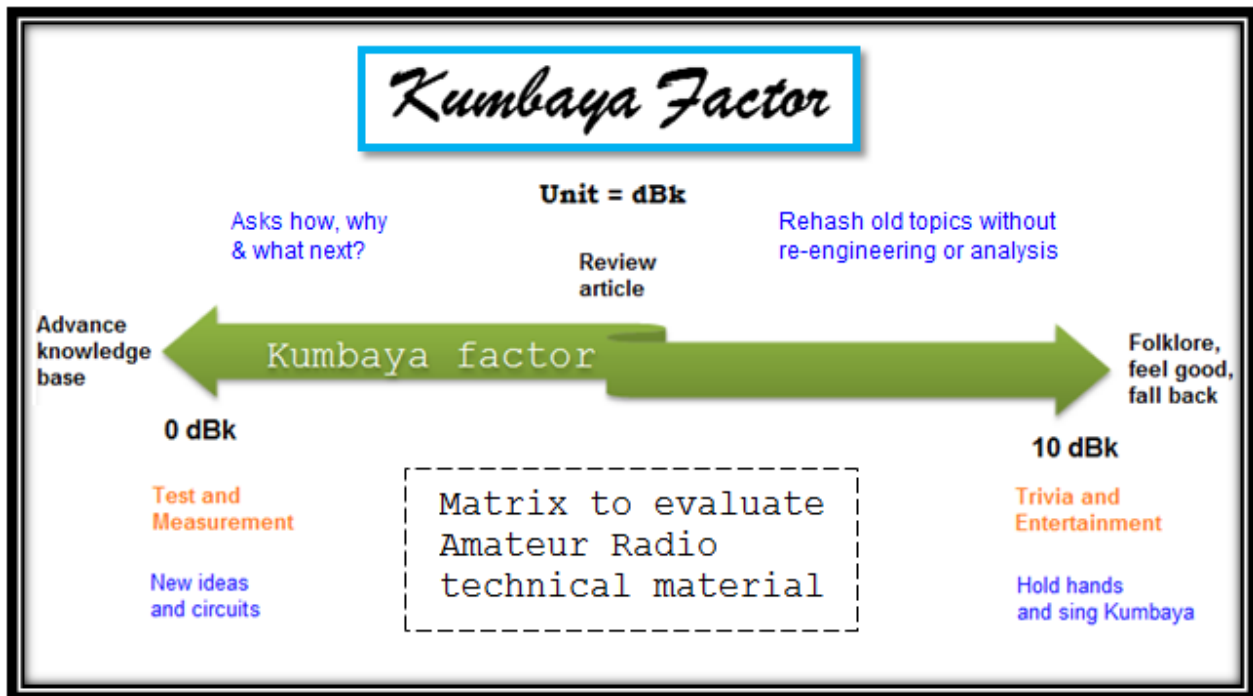 Kumbaya Factor
Unit = dBk
Asks how, why
& what next?
Rehash old topics without
re-engineering or analysis
Review
article
Advance
knowledge
base
Kumbaya factor
Folklore,
feel good,
fall back
0 dBk
10 dBk
Test and
Measurement
New ideas
and circuits
Matrix to evaluate
Amateur Radio
technical material
Trivia and
Entertainment
Hold hands
and sing Kumbaya